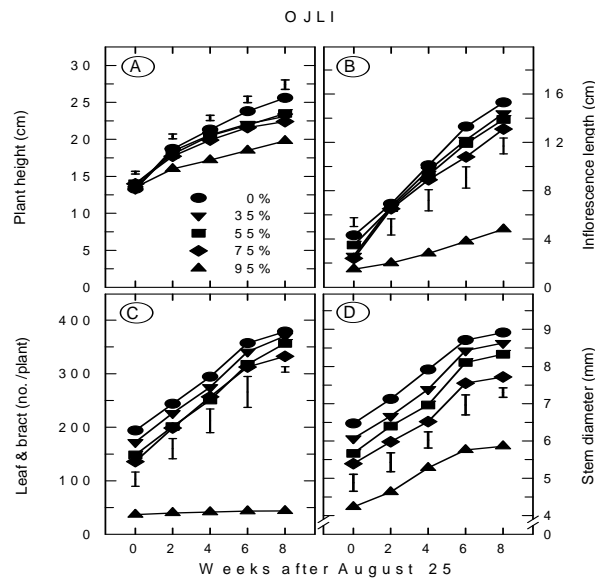 OJLI
A
B
30
25
20
15
10
5
0
Plant height (cm)
0%
35%
55%
75%
95%
16
12
8
4
0
Inflorescence length (cm)
C
D
400
300
200
100
0
Leaf & bract (no./plant)
9
8
7
6
5
4
0
Stem diameter (mm)
0 2 4 6 8 0 2 4 6 8
Weeks after August 25